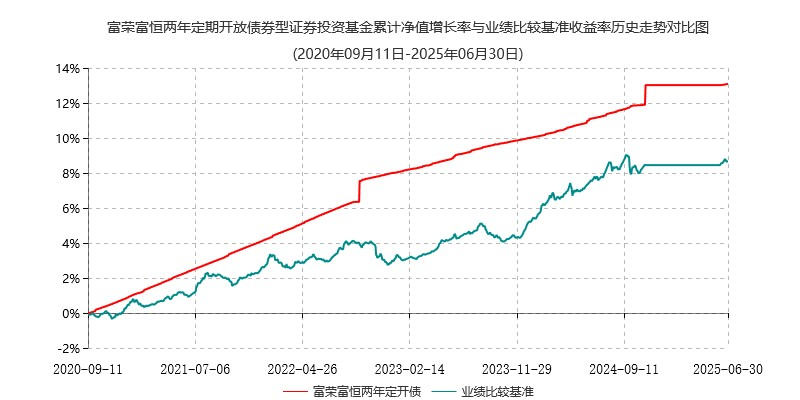 富荣富恒两年定期开放债券型证券投资基金累计净值增长率与业绩比较基准收益率历史走势对比图
(2020年09月11日-2025年06月30日)
14%
12%
10%
8%
6%
4%
2%
0%
-2%
2020-09-11 2021-07-06 2022-04-26 2023-02-14 2023-11-29 2024-09-11 2025-06-30
富荣富恒两年定开债 业绩比较基准